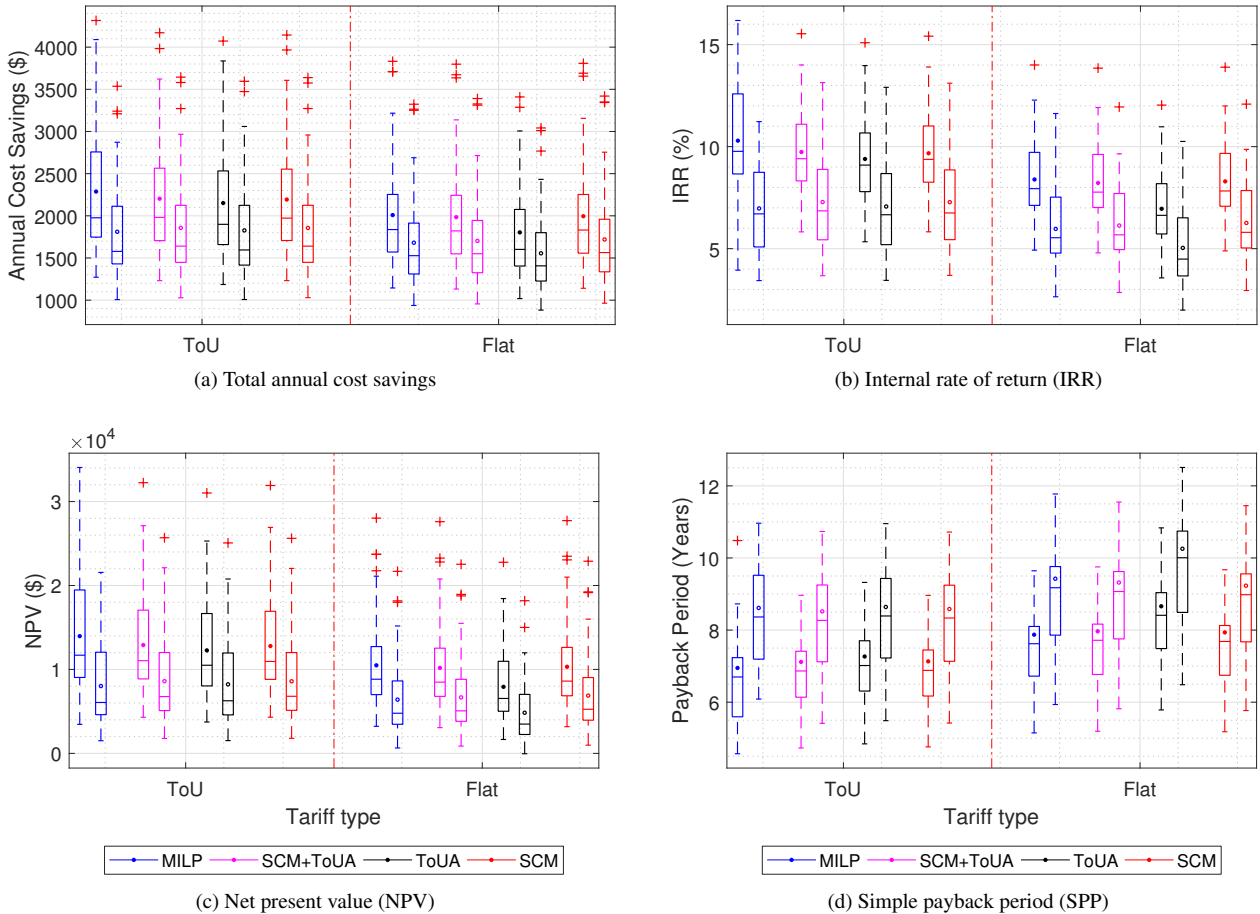 4000
3500
3000
2500
2000
1500
1000
Annual Cost Savings ($)
ToU Flat
(a) Total annual cost savings
15
10
5
IRR (%)
ToU Flat
(b) Internal rate of return (IRR)
×10⁴
3
2
1
0
NPV ($)
ToU Flat
Tariff type
12
10
8
6
Payback Period (Years)
ToU Flat
Tariff type
MILP SCM+ToUA ToUA SCM
(c) Net present value (NPV)
MILP SCM+ToUA ToUA SCM
(d) Simple payback period (SPP)